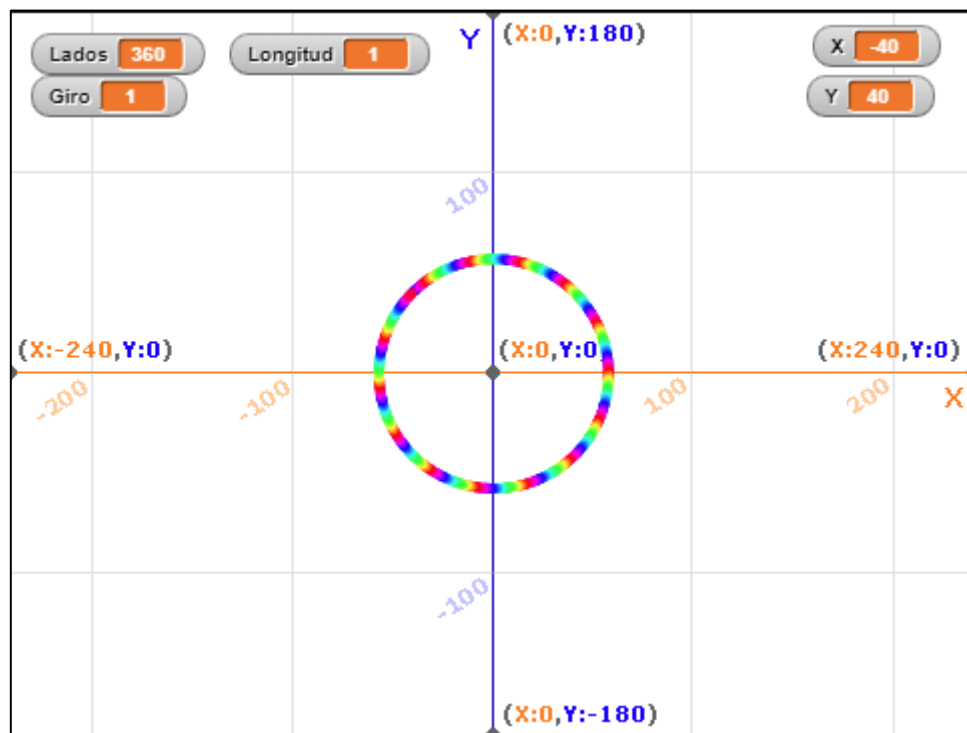 Lados 360
Longitud 1
Giro 1
Y
(X:0,Y:180)
X -40
Y 40
100
(X:-240,Y:0)
(X:0,Y:0)
(X:240,Y:0)
-200
-100
100
200
X
-100
(X:0,Y:-180)